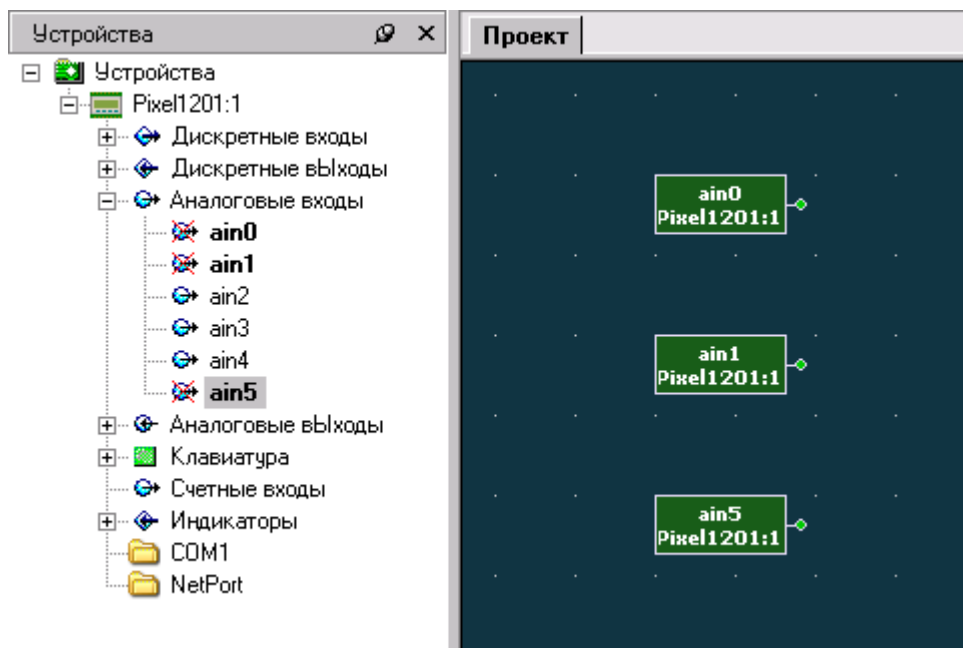 Устройства
Устройства
Pixel1201:1
Дискретные входы
Дискретные вЫходы
Аналоговые входы
ain0
ain1
ain2
ain3
ain4
ain5
Аналоговые вЫходы
Клавиатура
Счетные входы
Индикаторы
COM1
NetPort
Проект
ain0
Pixel1201:1
ain1
Pixel1201:1
ain5
Pixel1201:1